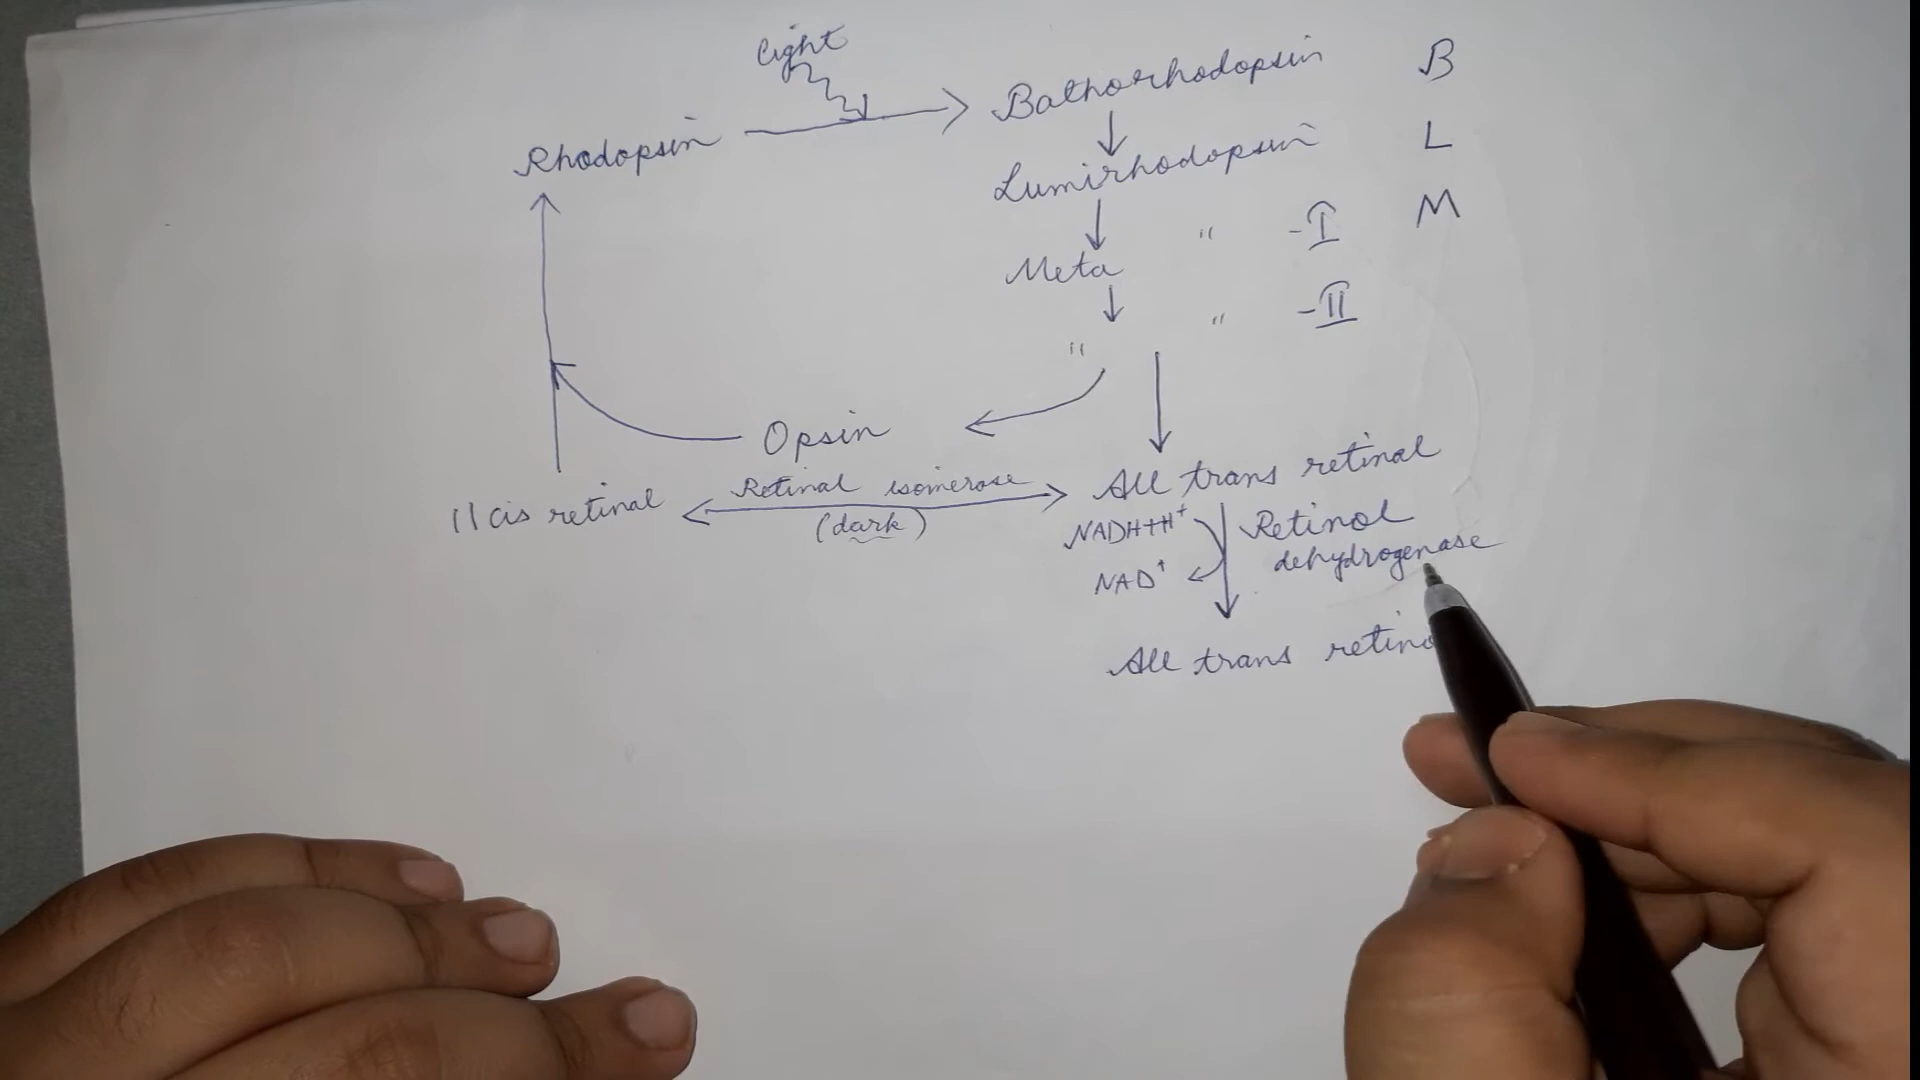 light
Rhodopsin
Bathorhodopsin B
Lumirhodopsin L
Meta " -I M
" " -II
Opsin
11 cis retinal
Retinal isomerase
(dark)
All trans retinal
NADH+H⁺
NAD⁺
Retinol
dehydrogenase
All trans